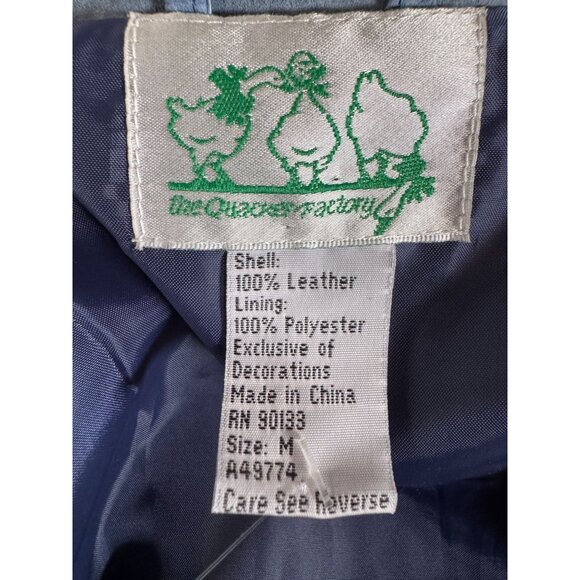 the Quacker Factory
Shell:
100% Leather
Lining:
100% Polyester
Exclusive of
Decorations
Made in China
RN 90133
Size: M
A49774
Care See Reverse